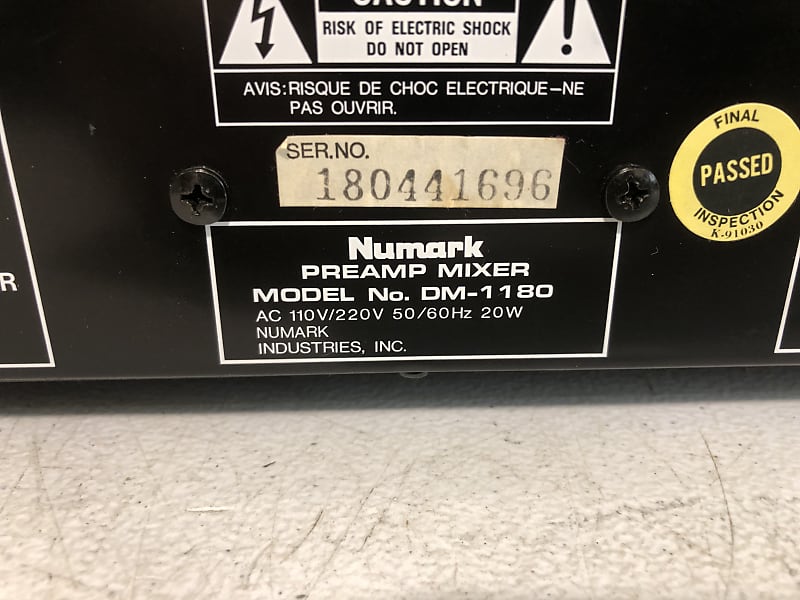 CAUTION
RISK OF ELECTRIC SHOCK
DO NOT OPEN
AVIS:RISQUE DE CHOC ELECTRIQUE—NE
PAS OUVRIR.
SER.NO.
180441696
FINAL
PASSED
INSPECTION
K-91030
Numark
PREAMP MIXER
MODEL No. DM-1180
AC 110V/220V 50/60Hz 20W
NUMARK
INDUSTRIES, INC.
R